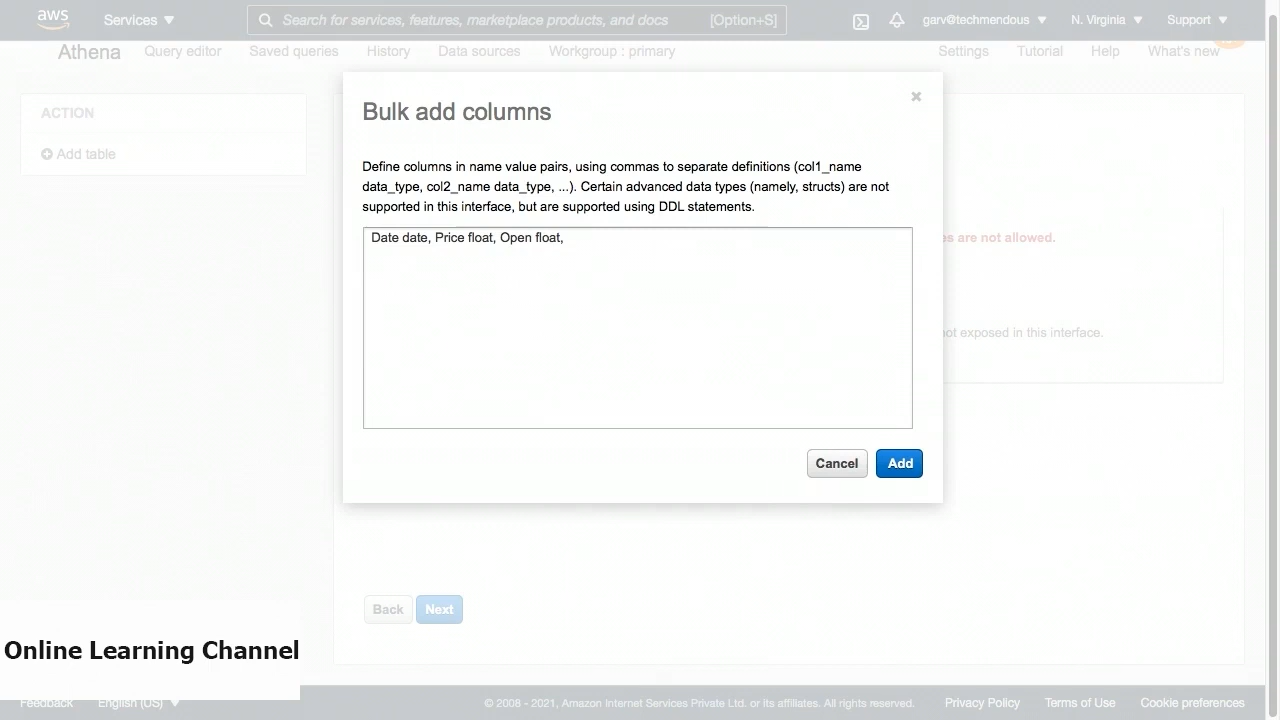 aws
Services
Search for services, features, marketplace products, and docs
[Option+S]
garv@techmendous
N. Virginia
Support
Athena
Query editor
Saved queries
History
Data sources
Workgroup : primary
Settings
Tutorial
Help
What's new
ACTION
Add table
Bulk add columns
Define columns in name value pairs, using commas to separate definitions (col1_name
data_type, col2_name data_type, ...). Certain advanced data types (namely, structs) are not
supported in this interface, but are supported using DDL statements.
Date date, Price float, Open float,
es are not allowed.
not exposed in this interface.
Cancel
Add
Back
Next
Online Learning Channel
Feedback
English (US)
© 2008 - 2021, Amazon Internet Services Private Ltd. or its affiliates. All rights reserved.
Privacy Policy
Terms of Use
Cookie preferences